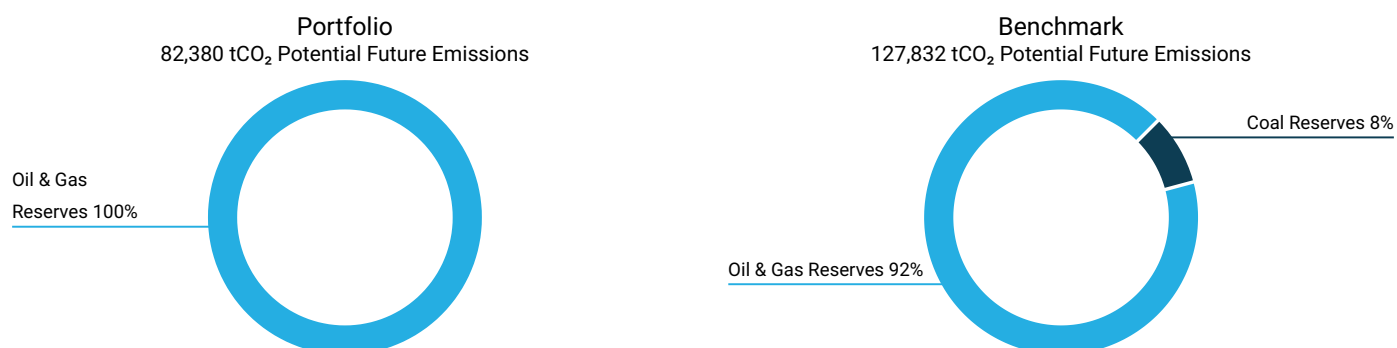 Portfolio
82,380 tCO₂ Potential Future Emissions
Oil & Gas
Reserves 100%
Benchmark
127,832 tCO₂ Potential Future Emissions
Coal Reserves 8%
Oil & Gas Reserves 92%